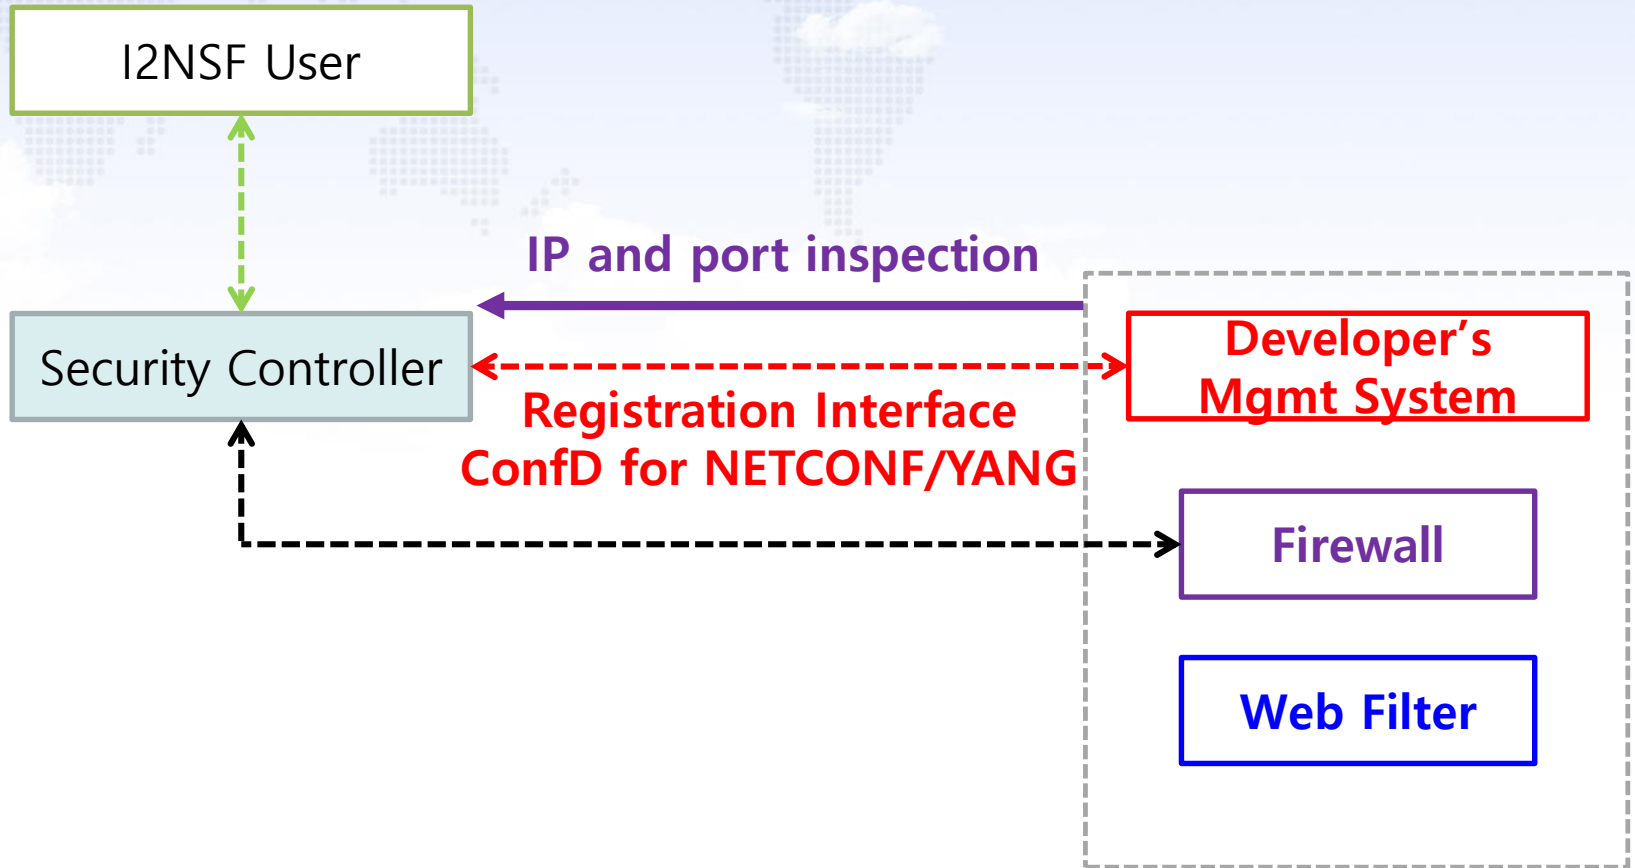 I2NSF User
IP and port inspection
Security Controller
Developer’s
Mgmt System
Registration Interface
ConfD for NETCONF/YANG
Firewall
Web Filter